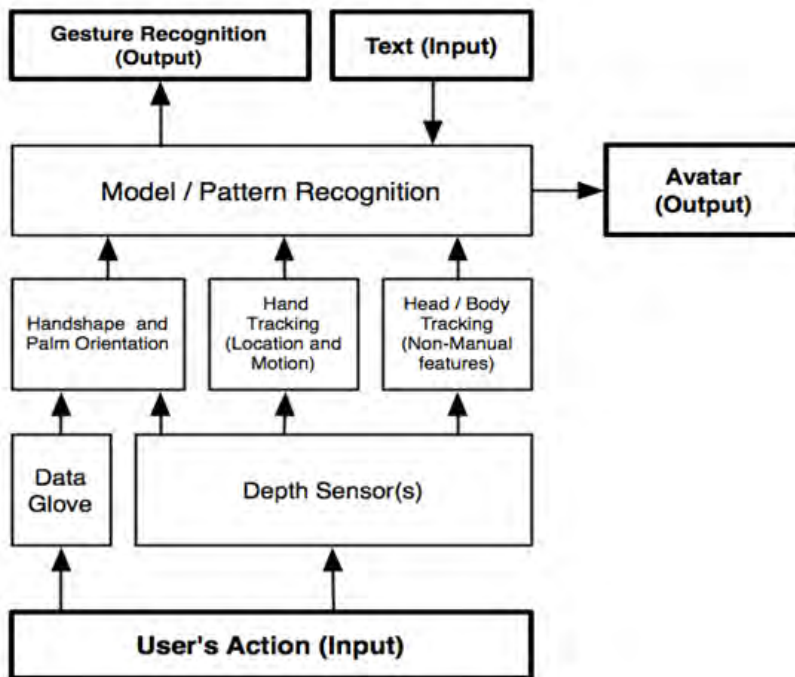 Gesture Recognition
(Output)
Text (Input)
Model / Pattern Recognition
Avatar
(Output)
Handshape and
Palm Orientation
Hand
Tracking
(Location and
Motion)
Head / Body
Tracking
(Non-Manual
features)
Data
Glove
Depth Sensor(s)
User's Action (Input)